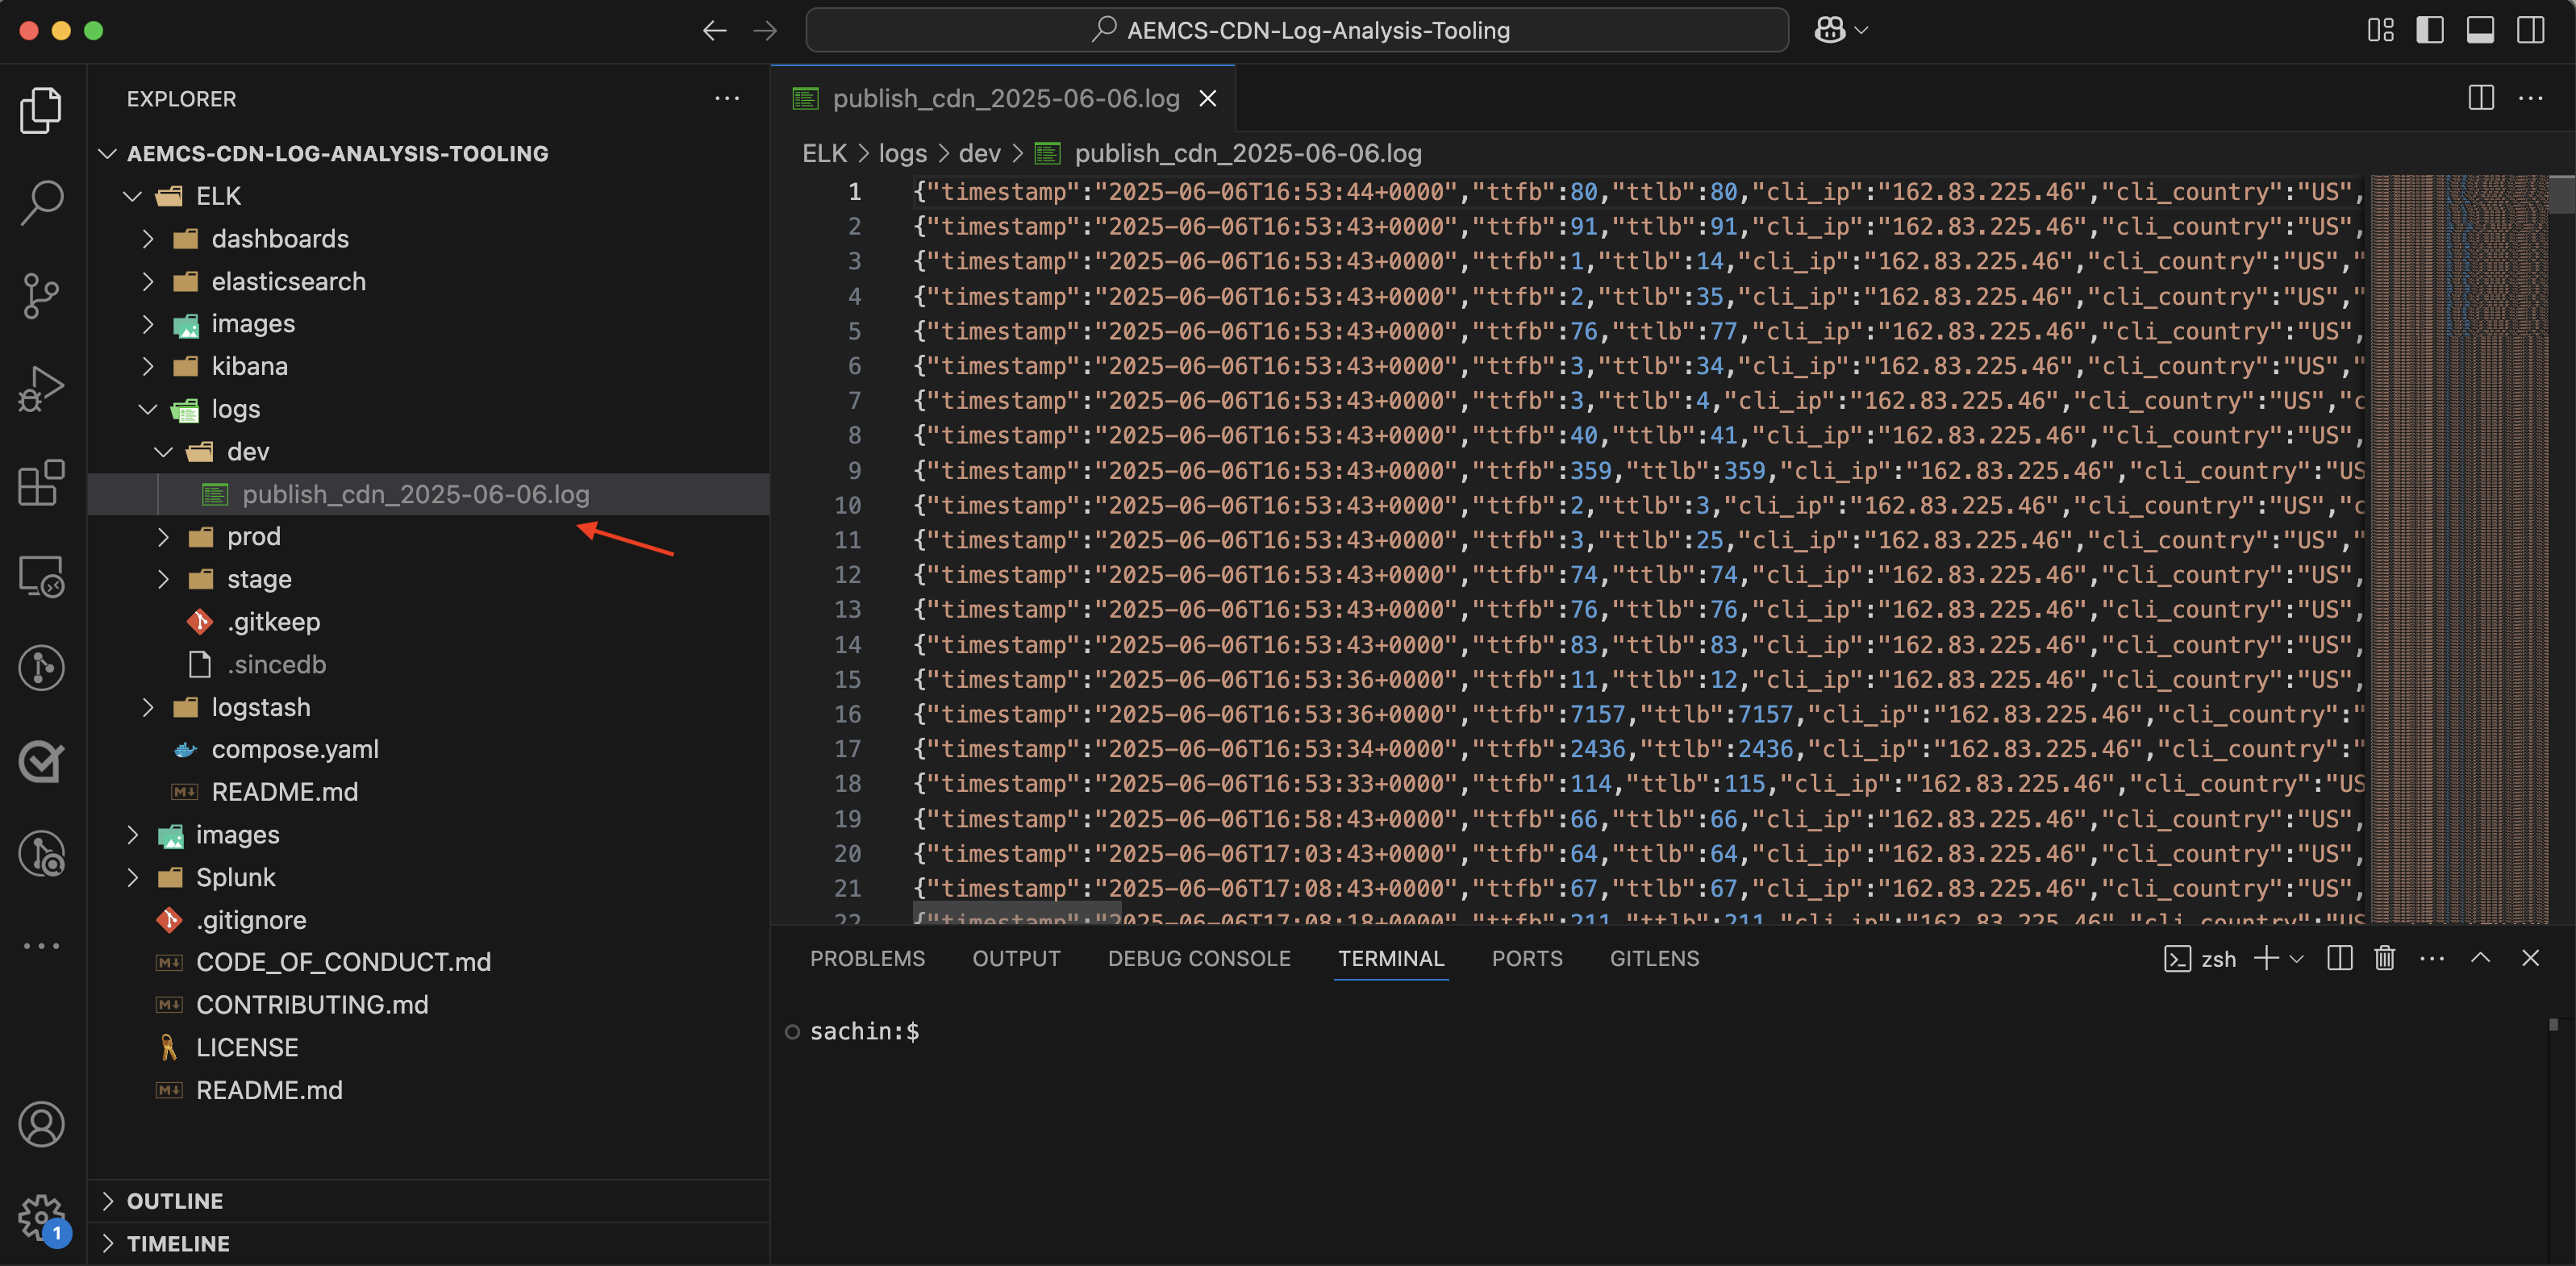 AEMCS-CDN-Log-Analysis-Tooling
EXPLORER
AEMCS-CDN-LOG-ANALYSIS-TOOLING
ELK
dashboards
elasticsearch
images
kibana
logs
dev
publish_cdn_2025-06-06.log
prod
stage
.gitkeep
.sincedb
logstash
compose.yaml
README.md
images
Splunk
.gitignore
CODE_OF_CONDUCT.md
CONTRIBUTING.md
LICENSE
README.md
OUTLINE
TIMELINE
1
publish_cdn_2025-06-06.log
ELK > logs > dev > publish_cdn_2025-06-06.log
1 {"timestamp":"2025-06-06T16:53:44+0000","ttfb":80,"ttlb":80,"cli_ip":"162.83.225.46","cli_country":"US",
2 {"timestamp":"2025-06-06T16:53:43+0000","ttfb":91,"ttlb":91,"cli_ip":"162.83.225.46","cli_country":"US",
3 {"timestamp":"2025-06-06T16:53:43+0000","ttfb":1,"ttlb":14,"cli_ip":"162.83.225.46","cli_country":"US","
4 {"timestamp":"2025-06-06T16:53:43+0000","ttfb":2,"ttlb":35,"cli_ip":"162.83.225.46","cli_country":"US","
5 {"timestamp":"2025-06-06T16:53:43+0000","ttfb":76,"ttlb":77,"cli_ip":"162.83.225.46","cli_country":"US",
6 {"timestamp":"2025-06-06T16:53:43+0000","ttfb":3,"ttlb":34,"cli_ip":"162.83.225.46","cli_country":"US","
7 {"timestamp":"2025-06-06T16:53:43+0000","ttfb":3,"ttlb":4,"cli_ip":"162.83.225.46","cli_country":"US","c
8 {"timestamp":"2025-06-06T16:53:43+0000","ttfb":40,"ttlb":41,"cli_ip":"162.83.225.46","cli_country":"US",
9 {"timestamp":"2025-06-06T16:53:43+0000","ttfb":359,"ttlb":359,"cli_ip":"162.83.225.46","cli_country":"US
10 {"timestamp":"2025-06-06T16:53:43+0000","ttfb":2,"ttlb":3,"cli_ip":"162.83.225.46","cli_country":"US","c
11 {"timestamp":"2025-06-06T16:53:43+0000","ttfb":3,"ttlb":25,"cli_ip":"162.83.225.46","cli_country":"US","
12 {"timestamp":"2025-06-06T16:53:43+0000","ttfb":74,"ttlb":74,"cli_ip":"162.83.225.46","cli_country":"US",
13 {"timestamp":"2025-06-06T16:53:43+0000","ttfb":76,"ttlb":76,"cli_ip":"162.83.225.46","cli_country":"US",
14 {"timestamp":"2025-06-06T16:53:43+0000","ttfb":83,"ttlb":83,"cli_ip":"162.83.225.46","cli_country":"US",
15 {"timestamp":"2025-06-06T16:53:36+0000","ttfb":11,"ttlb":12,"cli_ip":"162.83.225.46","cli_country":"US",
16 {"timestamp":"2025-06-06T16:53:36+0000","ttfb":7157,"ttlb":7157,"cli_ip":"162.83.225.46","cli_country":"
17 {"timestamp":"2025-06-06T16:53:34+0000","ttfb":2436,"ttlb":2436,"cli_ip":"162.83.225.46","cli_country":"
18 {"timestamp":"2025-06-06T16:53:33+0000","ttfb":114,"ttlb":115,"cli_ip":"162.83.225.46","cli_country":"US
19 {"timestamp":"2025-06-06T16:58:43+0000","ttfb":66,"ttlb":66,"cli_ip":"162.83.225.46","cli_country":"US",
20 {"timestamp":"2025-06-06T17:03:43+0000","ttfb":64,"ttlb":64,"cli_ip":"162.83.225.46","cli_country":"US",
21 {"timestamp":"2025-06-06T17:08:43+0000","ttfb":67,"ttlb":67,"cli_ip":"162.83.225.46","cli_country":"US",
22 {"timestamp":"2025-06-06T17:08:18+0000","ttfb":211,"ttlb":211,"cli_ip":"162.83.225.46","cli_country":"US
PROBLEMS OUTPUT DEBUG CONSOLE TERMINAL PORTS GITLENS zsh
sachin:$